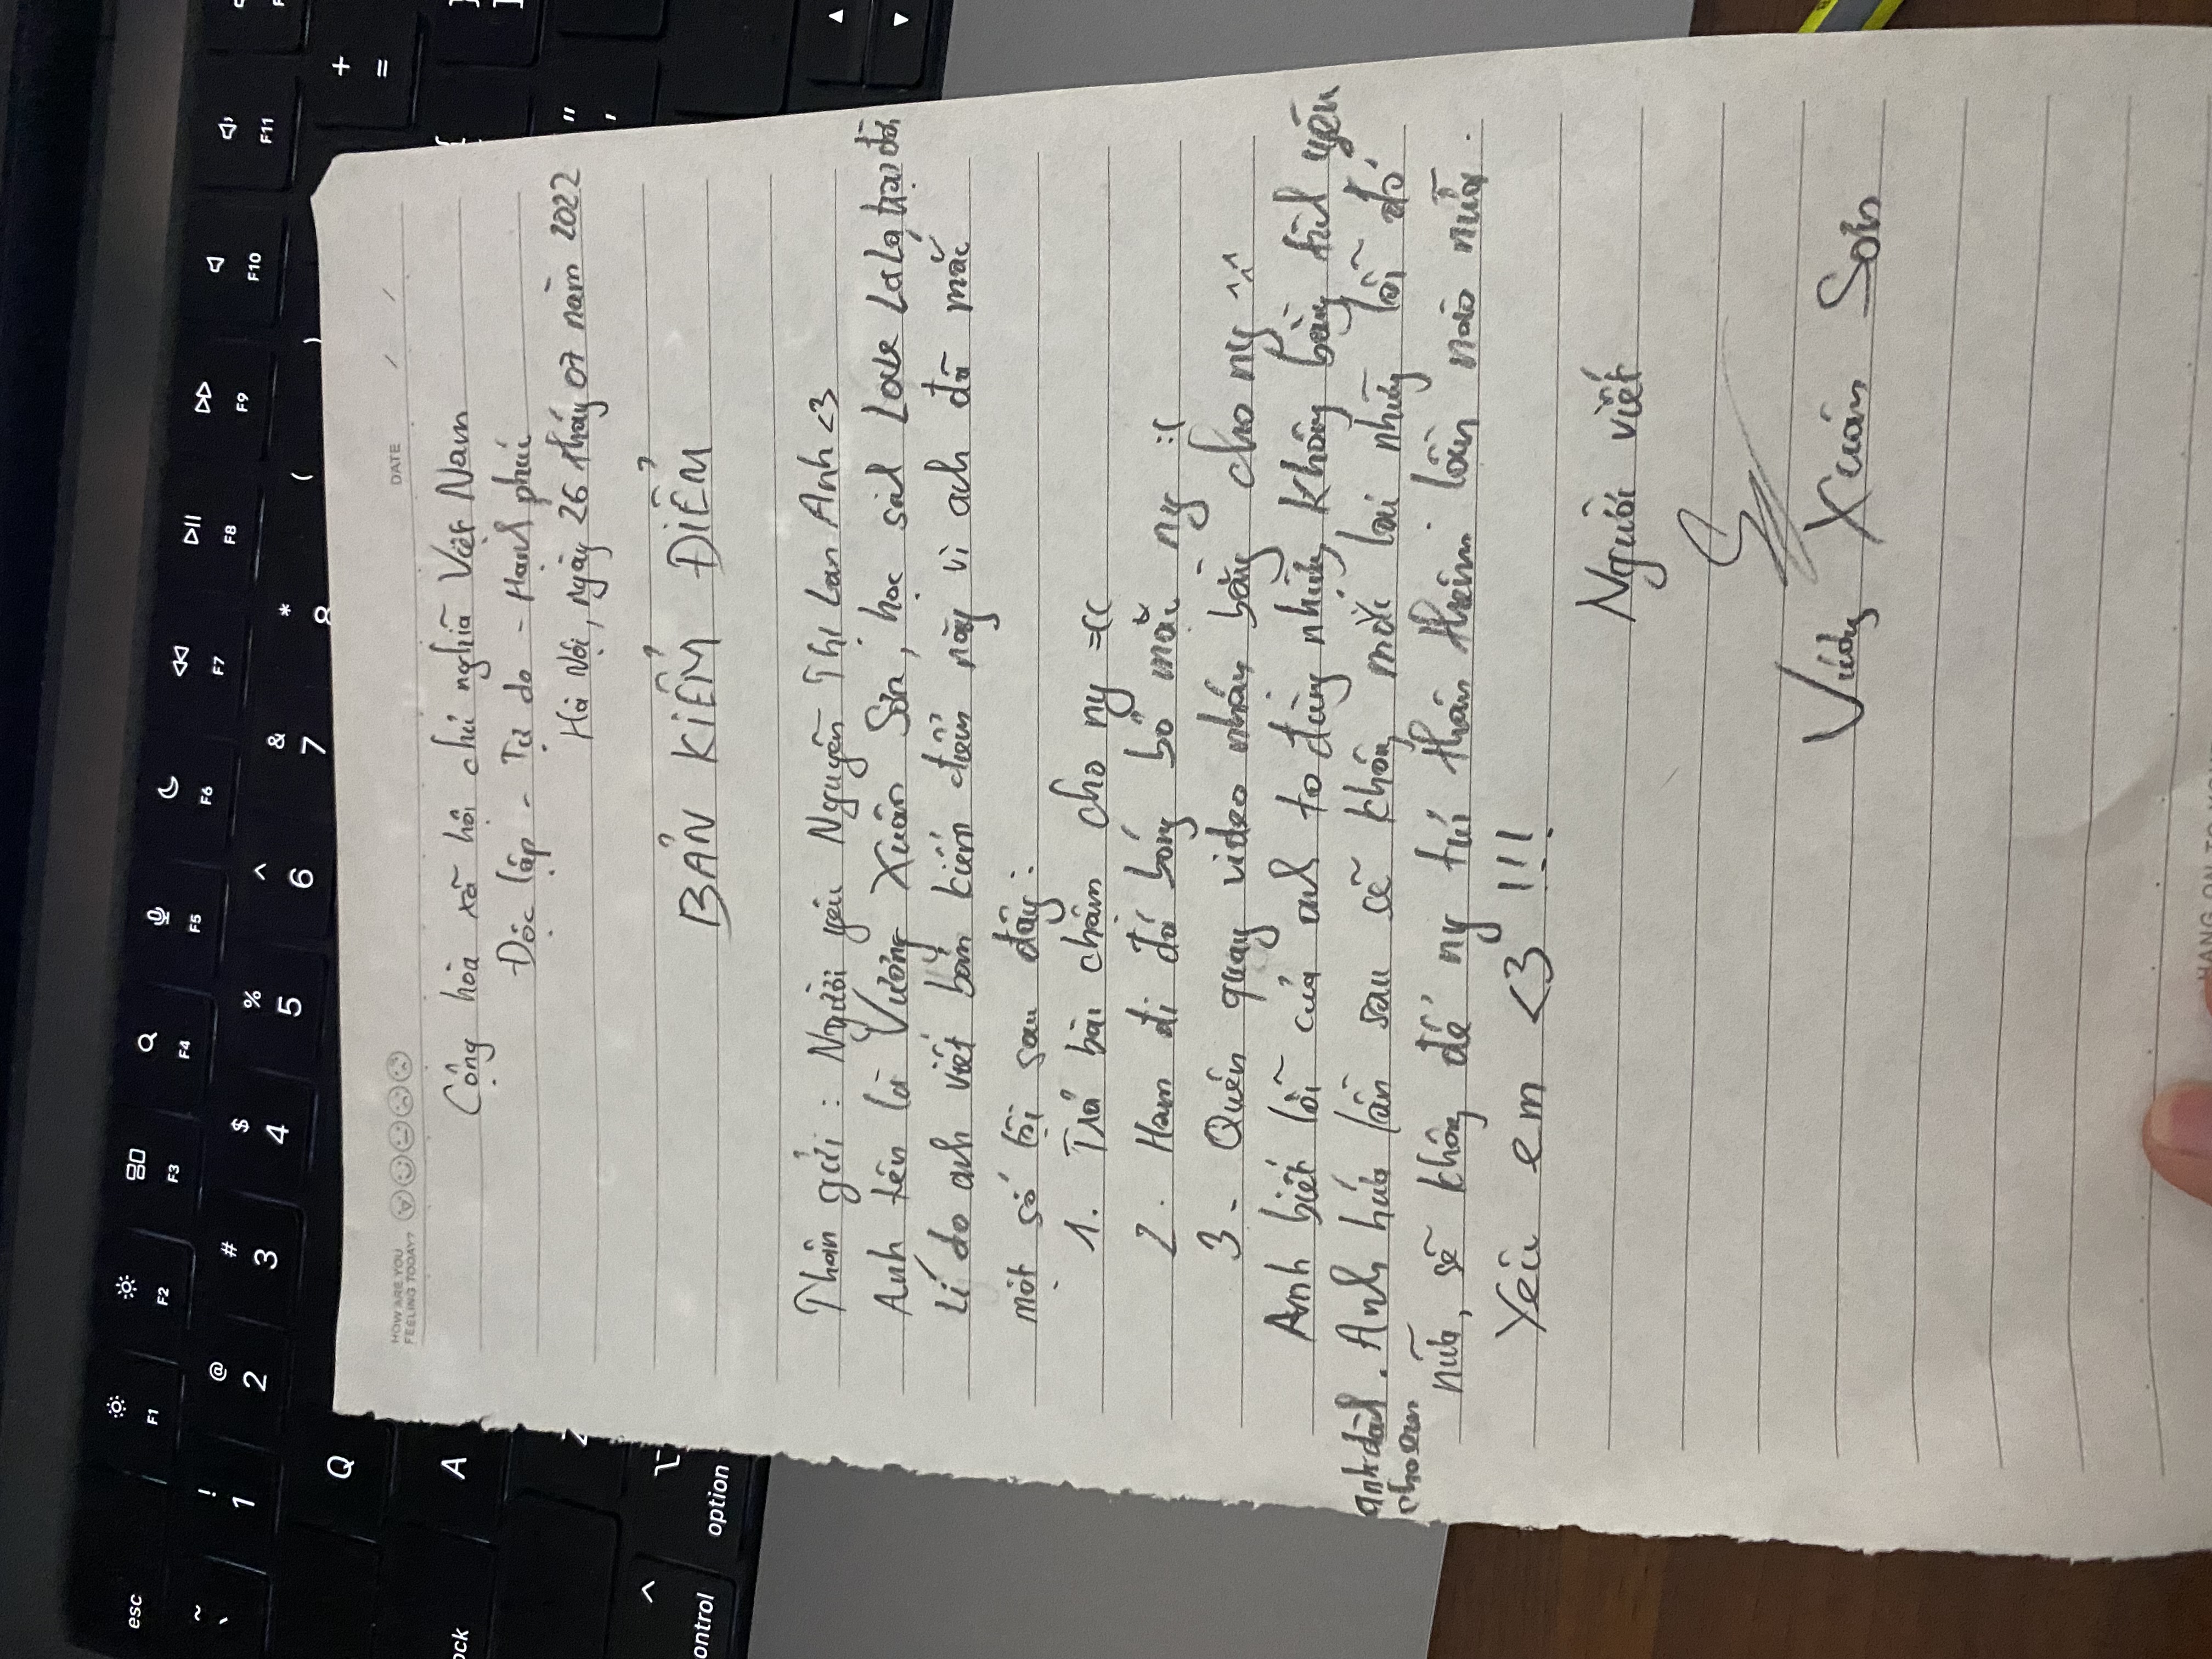 esc
F1 F2 F3 F4 F5 F6 F7 F8 F9 F10 F11
~ ! @ # $ % ^ & * ( ) +
` 1 2 3 4 5 6 7 8 =
Q
A
Z
^
option
HOW ARE YOU
FEELING TODAY?
DATE / /
Cộng hòa xã hội chủ nghĩa Việt Nam
Độc lập - Tự do - Hạnh phúc
Hà Nội, ngày 26 tháng 07 năm 2022
BẢN KIỂM ĐIỂM
Thân gửi : Người yêu Nguyễn Thị Lan Anh <3
Anh tên là Vương Xuân Sơn, học sinh Love LaLa trại đời
Lí do anh viết bản kiểm điểm này vì anh đã mắc
một số tội sau đây :
1. Trả bài chậm cho ny =((
2. Ham đi đá bóng bỏ mặc ny :(
3. Quên quay video nhán bằng cho ny ^^
Anh biết lỗi của anh to đùng nhưng không bằng tình yêu
anh dành cho em. Anh hứa lần sau sẽ không mắc lại những lỗi đó
nữa, sẽ không để ny tủi thân thêm lần nào nữa.
Yêu em <3 !!!
Người viết
Vương Xuân Sơn
HANG ON TO